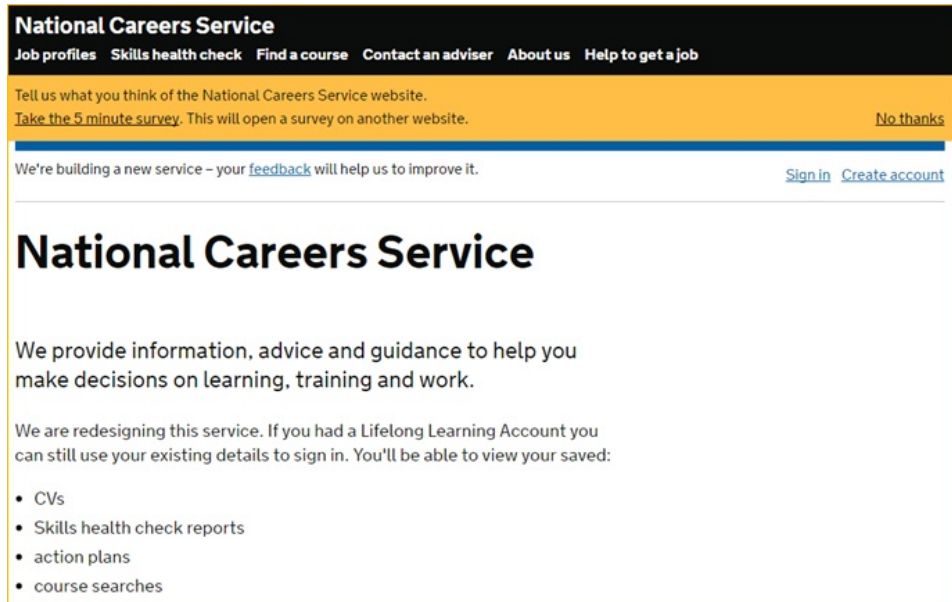 National Careers Service
Job profiles Skills health check Find a course Contact an adviser About us Help to get a job
Tell us what you think of the National Careers Service website.
Take the 5 minute survey. This will open a survey on another website. No thanks
We're building a new service – your feedback will help us to improve it. Sign in Create account
National Careers Service
We provide information, advice and guidance to help you
make decisions on learning, training and work.
We are redesigning this service. If you had a Lifelong Learning Account you
can still use your existing details to sign in. You'll be able to view your saved:
• CVs
• Skills health check reports
• action plans
• course searches